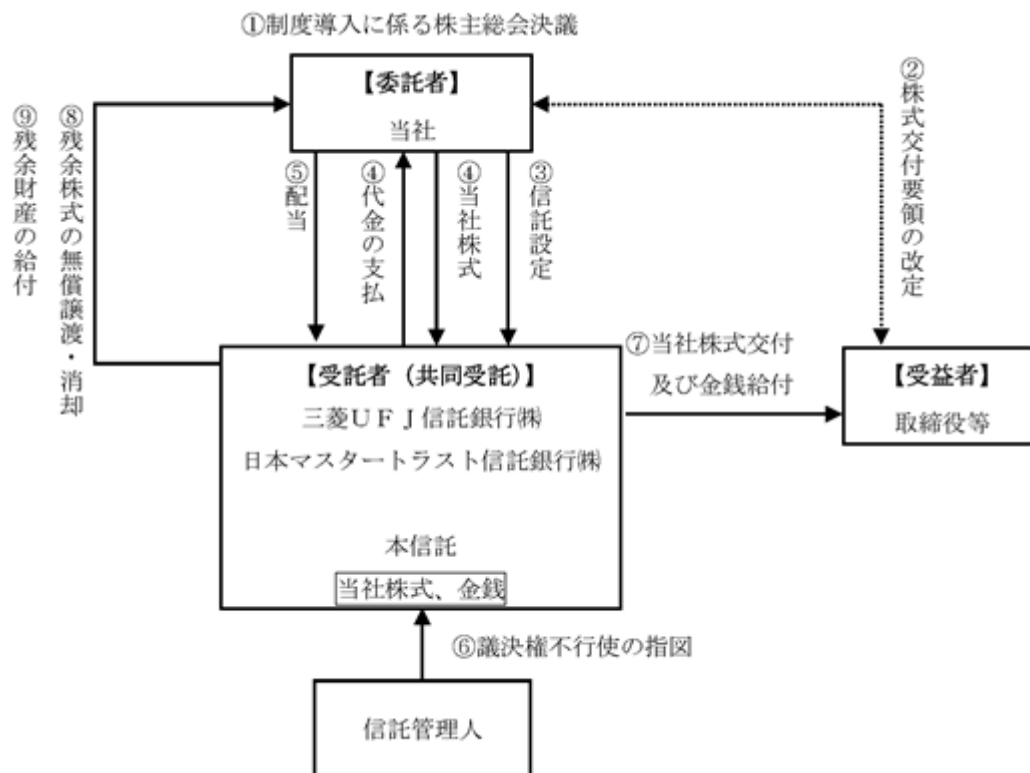 ①制度導入に係る株主総会決議
【委託者】
当社
②株式交付要領の改定
⑨残余財産の給付
⑧残余株式の無償譲渡・消却
⑤配当
④代金の支払
④当社株式
③信託設定
【受託者（共同受託）】
三菱ＵＦＪ信託銀行㈱
日本マスタートラスト信託銀行㈱
本信託
当社株式、金銭
⑦当社株式交付
及び金銭給付
【受益者】
取締役等
⑥議決権不行使の指図
信託管理人